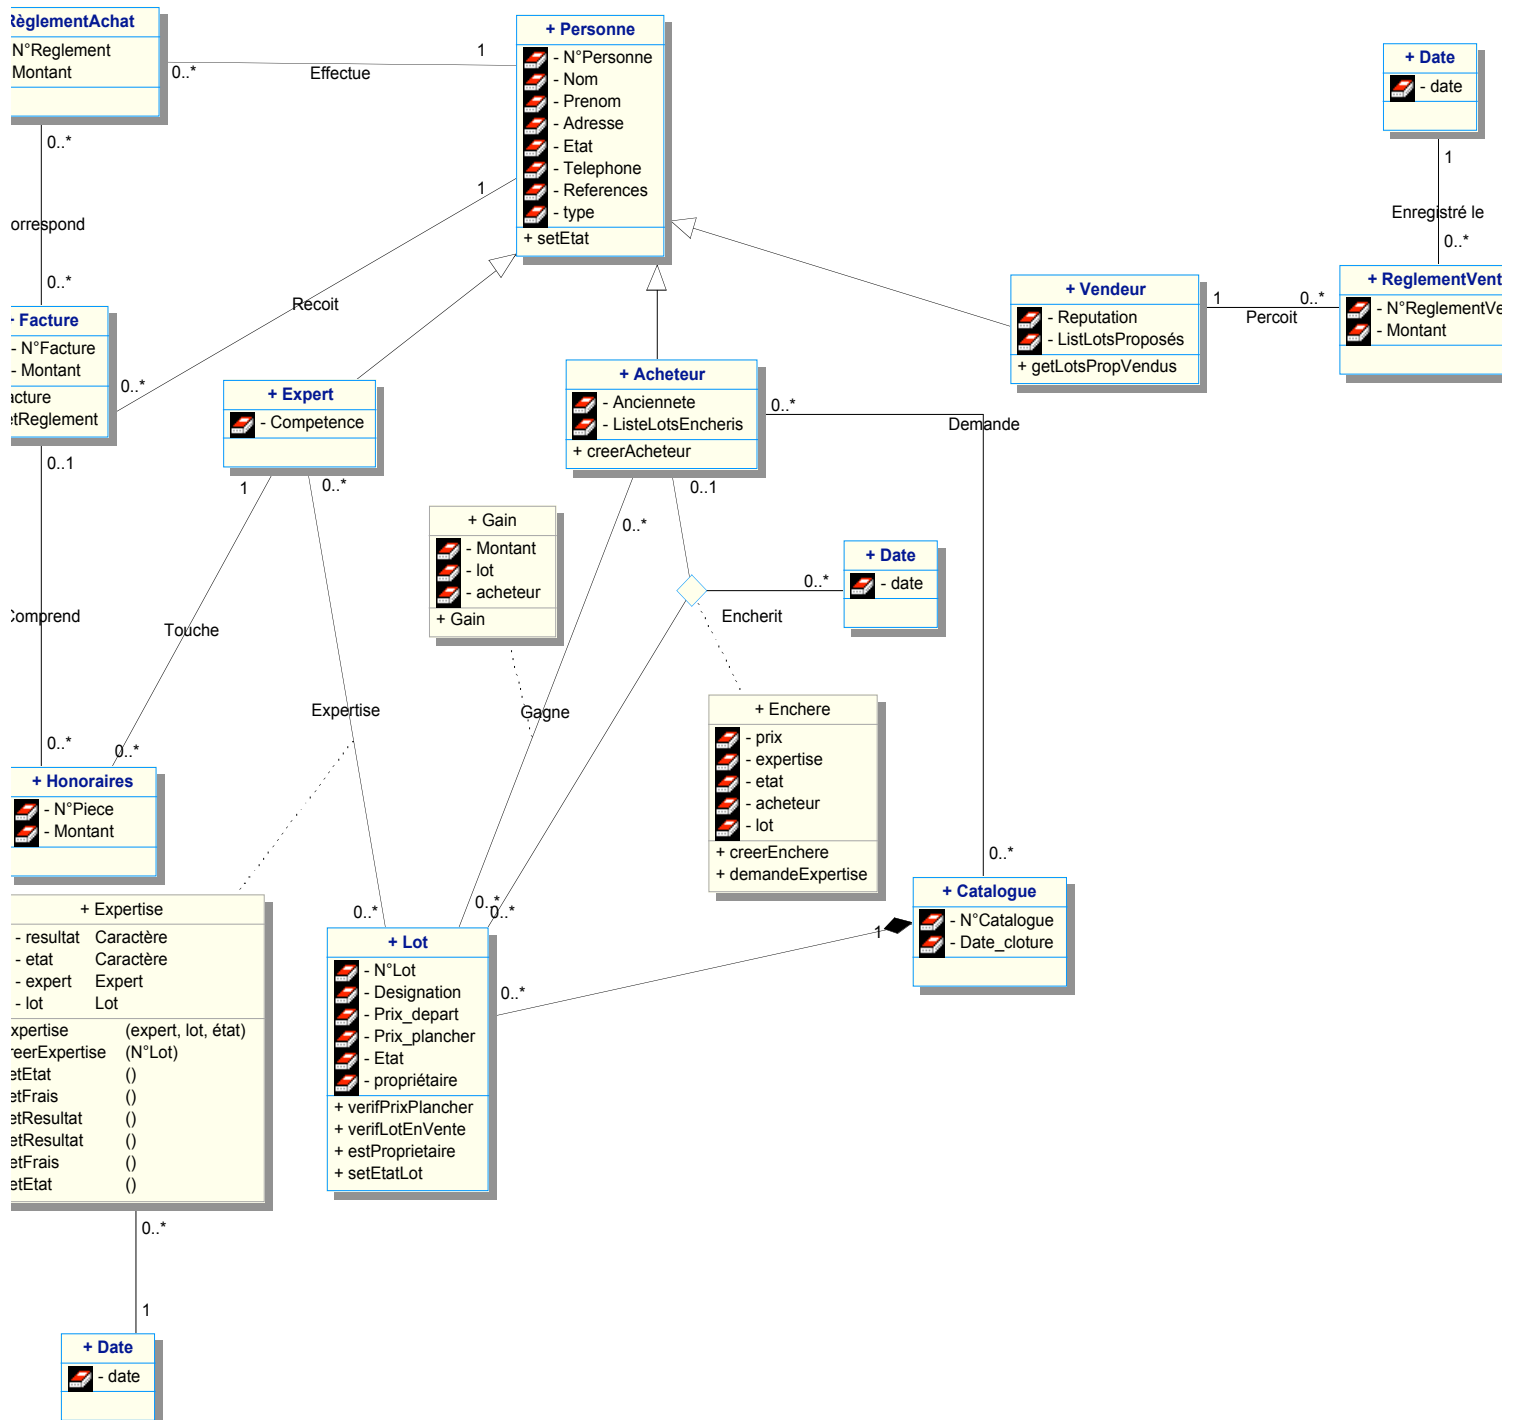 RèglementAchat
N°Reglement
Montant
0..*
Effectue
1
+ Personne
- N°Personne
- Nom
- Prenom
- Adresse
- Etat
- Telephone
- References
- type
+ setEtat
+ Date
- date
1
Enregistré le
0..*
0..*
orrespond
0..*
1
Recoit
0..*
- Facture
- N°Facture
- Montant
acture
etReglement
0..1
+ Expert
- Competence
1
0..*
+ Acheteur
- Anciennete
- ListeLotsEncheris
+ creerAcheteur
0..*
Demande
0..1
0..*
+ Vendeur
- Reputation
- ListLotsProposés
+ getLotsPropVendus
1
0..*
Percoit
+ ReglementVent
- N°ReglementVe
- Montant
+ Gain
- Montant
- lot
- acheteur
+ Gain
+ Date
- date
0..*
Encherit
Comprend
Touche
Expertise
Gagne
+ Enchere
- prix
- expertise
- etat
- acheteur
- lot
+ creerEnchere
+ demandeExpertise
0..*
0..*
+ Honoraires
- N°Piece
- Montant
0..*
+ Catalogue
- N°Catalogue
- Date_cloture
1
0..*
+ Expertise
- resultat Caractère
- etat Caractère
- expert Expert
- lot Lot
xpertise (expert, lot, état)
reerExpertise (N°Lot)
etEtat ()
etFrais ()
etResultat ()
etResultat ()
etFrais ()
etEtat ()
0..*
0..*
0..*
+ Lot
- N°Lot
- Designation
- Prix_depart
- Prix_plancher
- Etat
- propriétaire
+ verifPrixPlancher
+ verifLotEnVente
+ estProprietaire
+ setEtatLot
0..*
1
+ Date
- date